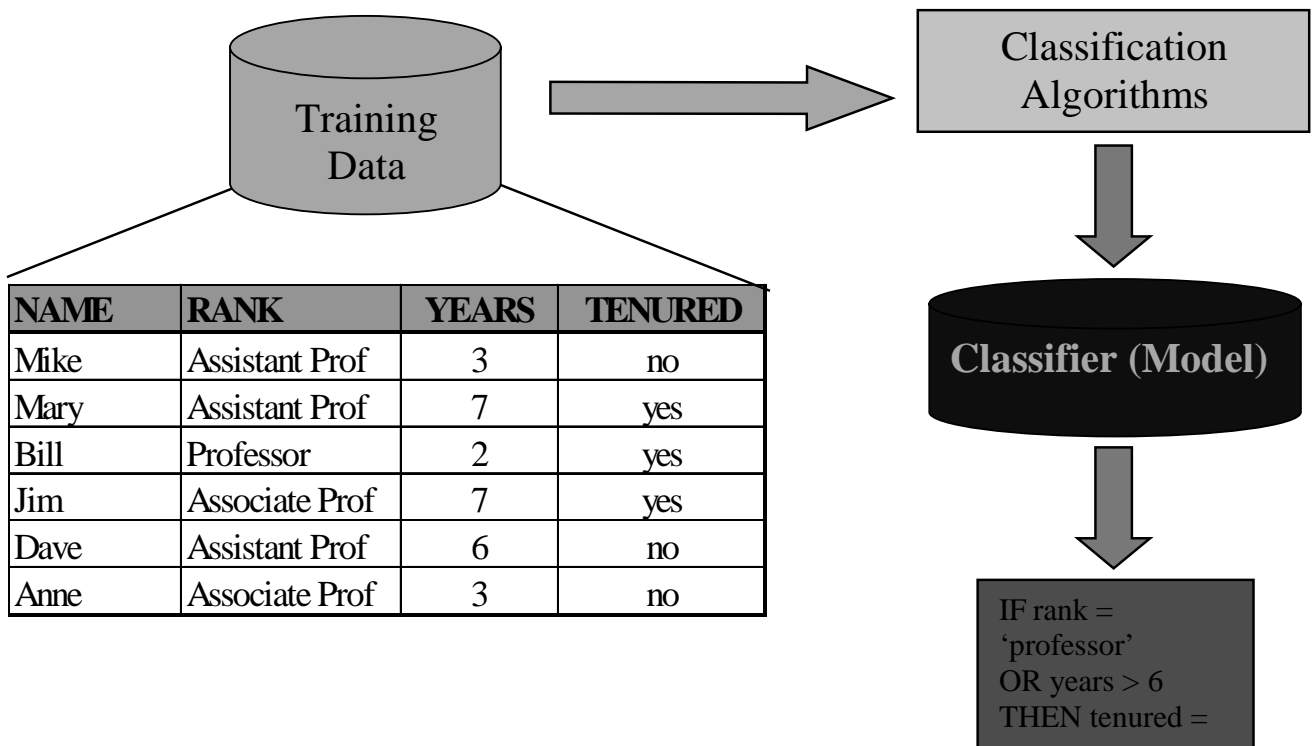 Training
Data
Classification
Algorithms
NAME RANK YEARS TENURED
Mike Assistant Prof 3 no
Mary Assistant Prof 7 yes
Bill Professor 2 yes
Jim Associate Prof 7 yes
Dave Assistant Prof 6 no
Anne Associate Prof 3 no
Classifier (Model)
IF rank =
‘professor’
OR years > 6
THEN tenured =